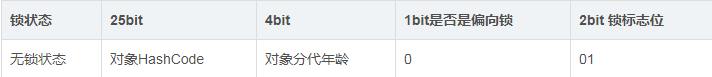 锁状态 25bit 4bit 1bit是否是偏向锁 2bit 锁标志位
无锁状态 对象HashCode 对象分代年龄 0 01